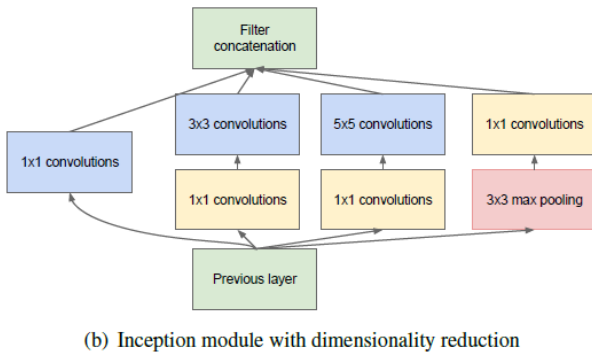 Filter
concatenation
3x3 convolutions
5x5 convolutions
1x1 convolutions
1x1 convolutions
1x1 convolutions
1x1 convolutions
3x3 max pooling
Previous layer
(b) Inception module with dimensionality reduction